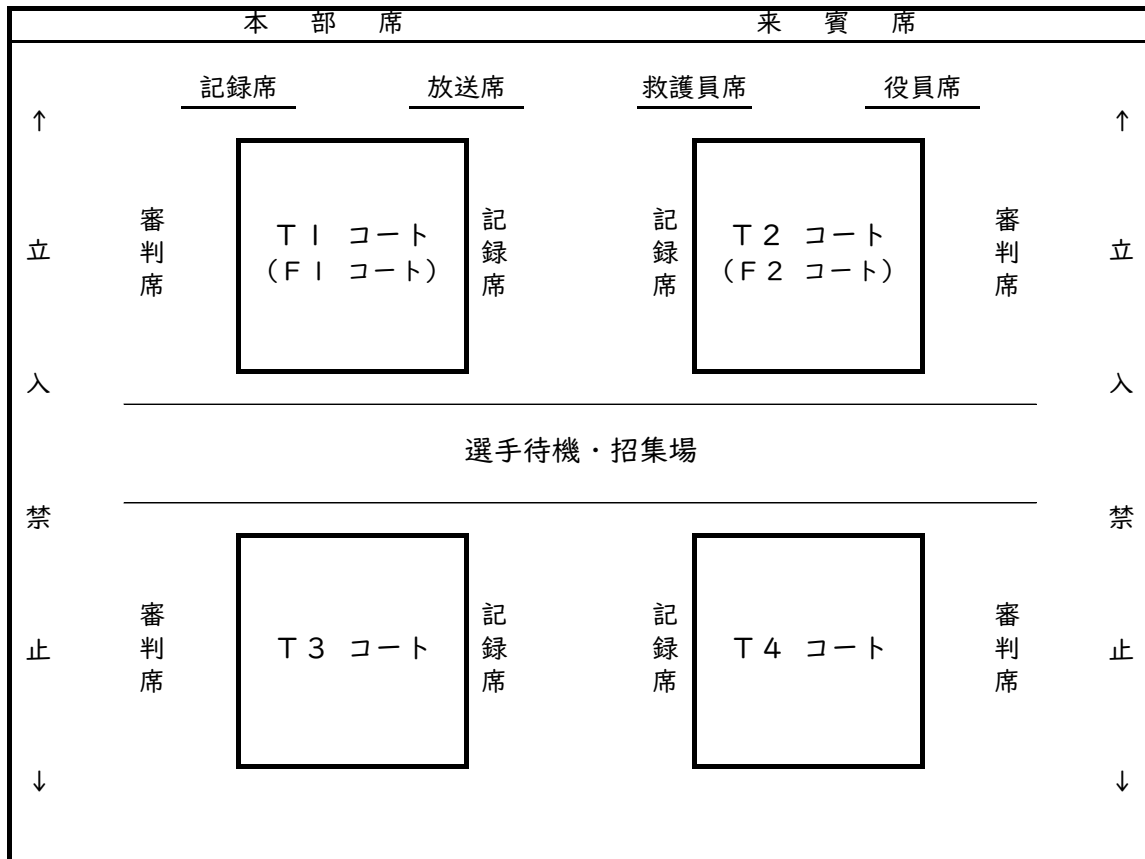 本部席　来賓席
記録席　放送席　救護員席　役員席
↑
立
入
禁
止
↓
審判席
Ｔ１ コート
（Ｆ１ コート）
記録席
記録席
Ｔ２ コート
（Ｆ２ コート）
審判席
選手待機・招集場
審判席
Ｔ３ コート
記録席
記録席
Ｔ４ コート
審判席
↑
立
入
禁
止
↓